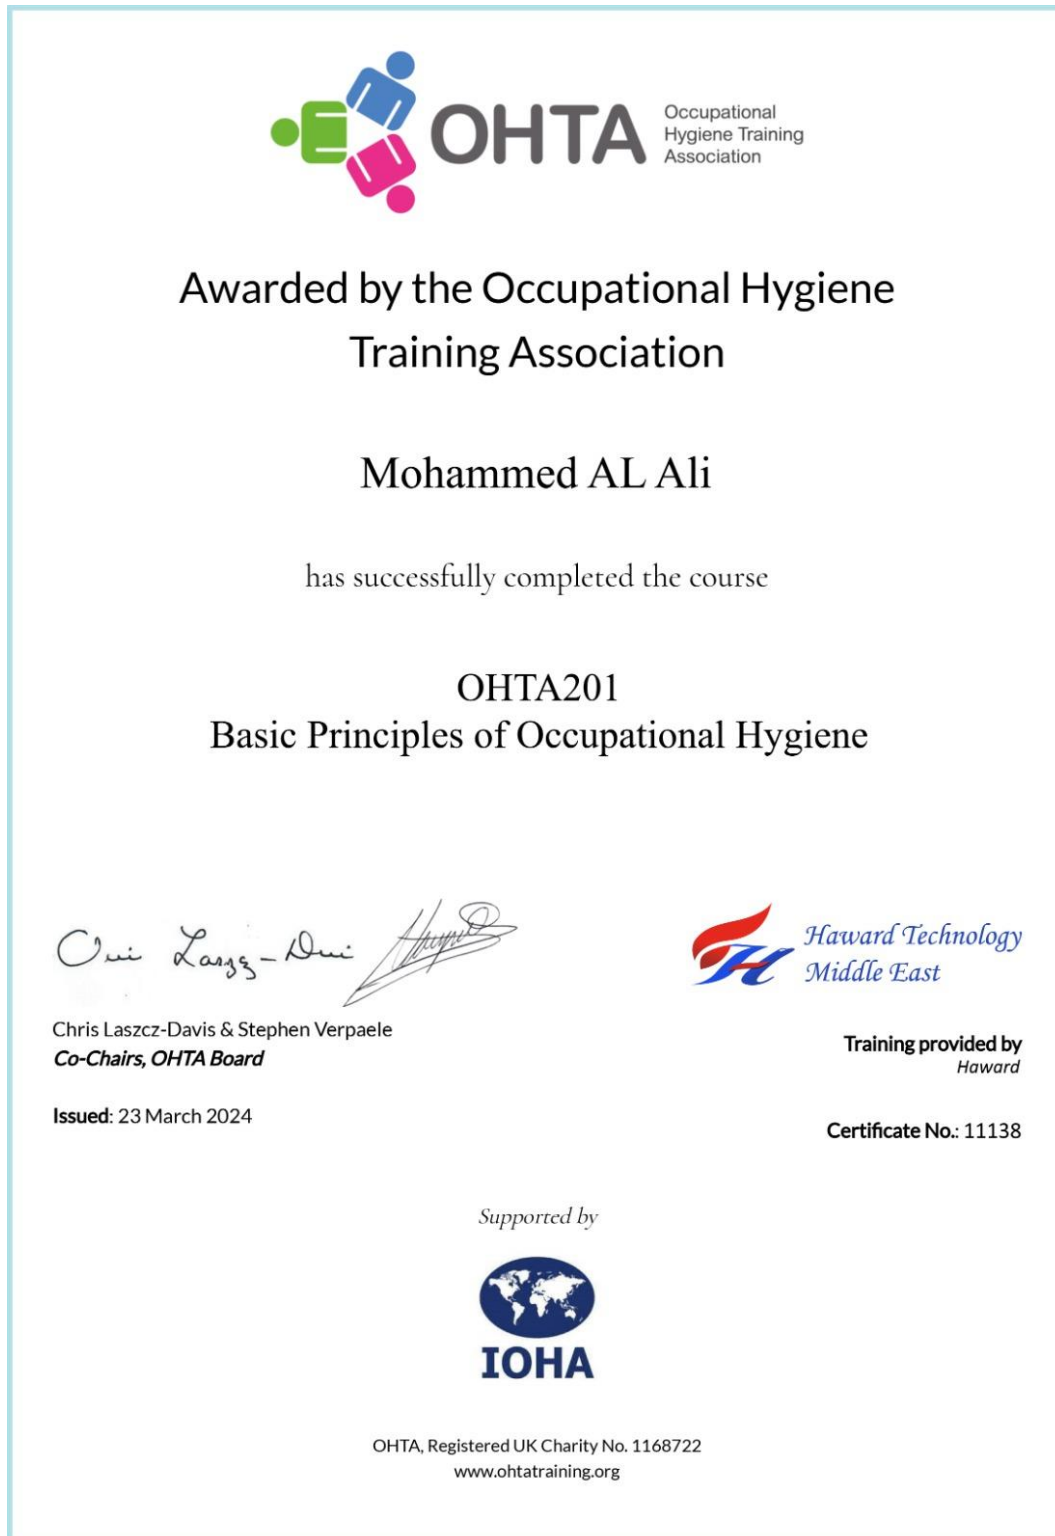 OHTA
Occupational
Hygiene Training
Association
Awarded by the Occupational Hygiene
Training Association
Mohammed AL Ali
has successfully completed the course
OHTA201
Basic Principles of Occupational Hygiene
Haward Technology
Middle East
Chris Laszcz-Davis & Stephen Verpaele
Co-Chairs, OHTA Board
Training provided by
Haward
Issued: 23 March 2024
Certificate No.: 11138
Supported by
IOHA
OHTA, Registered UK Charity No. 1168722
www.ohtatraining.org